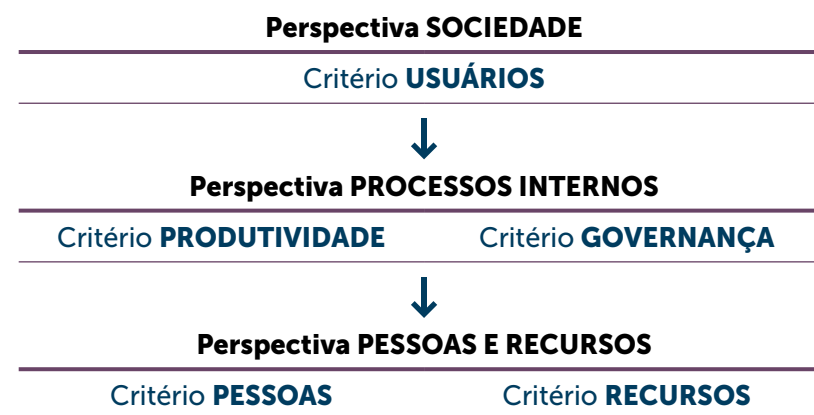 Perspectiva SOCIEDADE
Critério USUÁRIOS
Perspectiva PROCESSOS INTERNOS
Critério PRODUTIVIDADE Critério GOVERNANÇA
Perspectiva PESSOAS E RECURSOS
Critério PESSOAS Critério RECURSOS